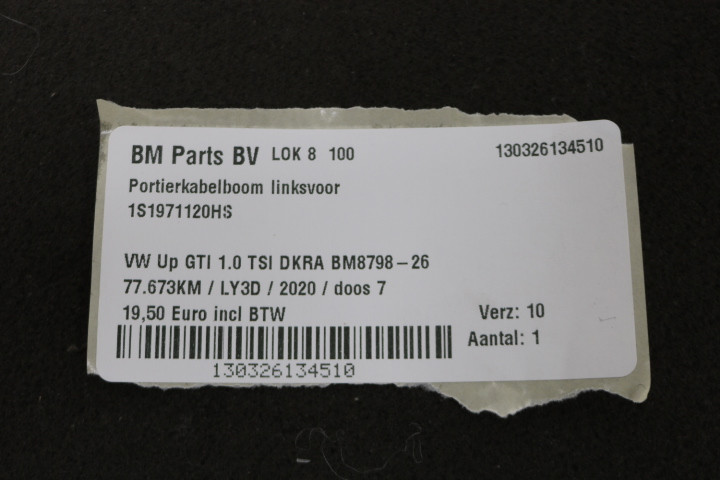 BM Parts BV LOK 8 100 130326134510
Portierkabelboom linksvoor
1S1971120HS
VW Up GTI 1.0 TSI DKRA BM8798-26
77.673KM / LY3D / 2020 / doos 7
19,50 Euro incl BTW Verz: 10
Aantal: 1
130326134510